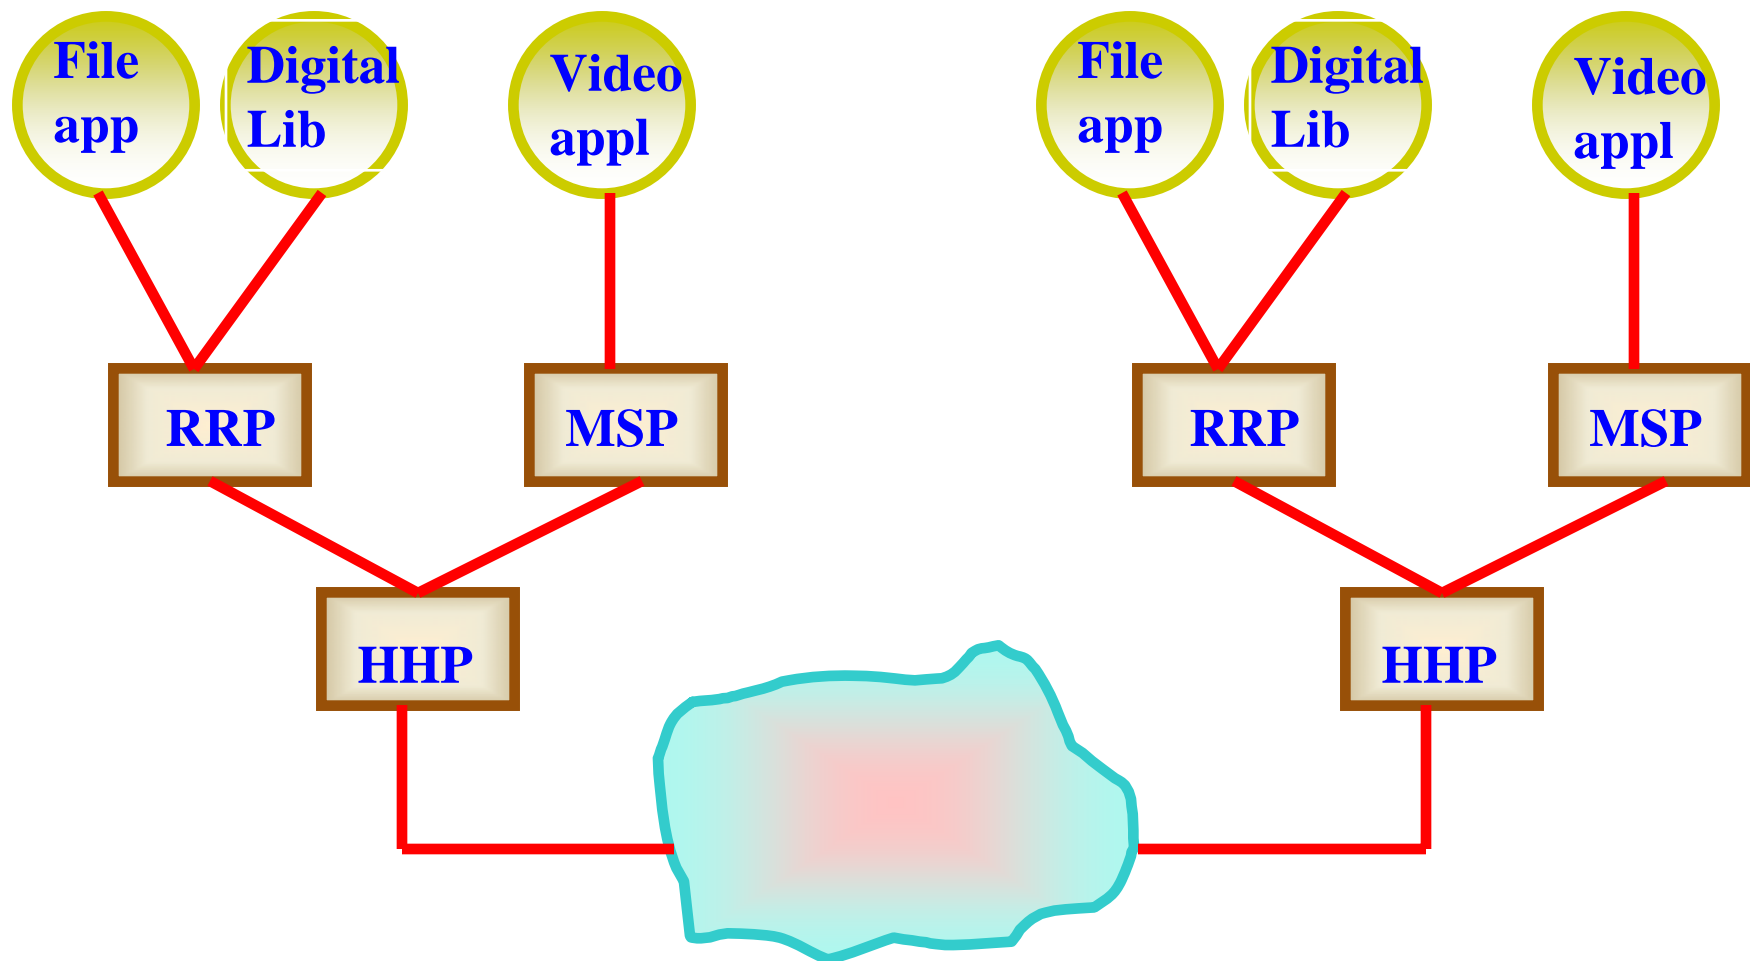 File
app
Digital
Lib
Video
appl
File
app
Digital
Lib
Video
appl
RRP
MSP
RRP
MSP
HHP
HHP